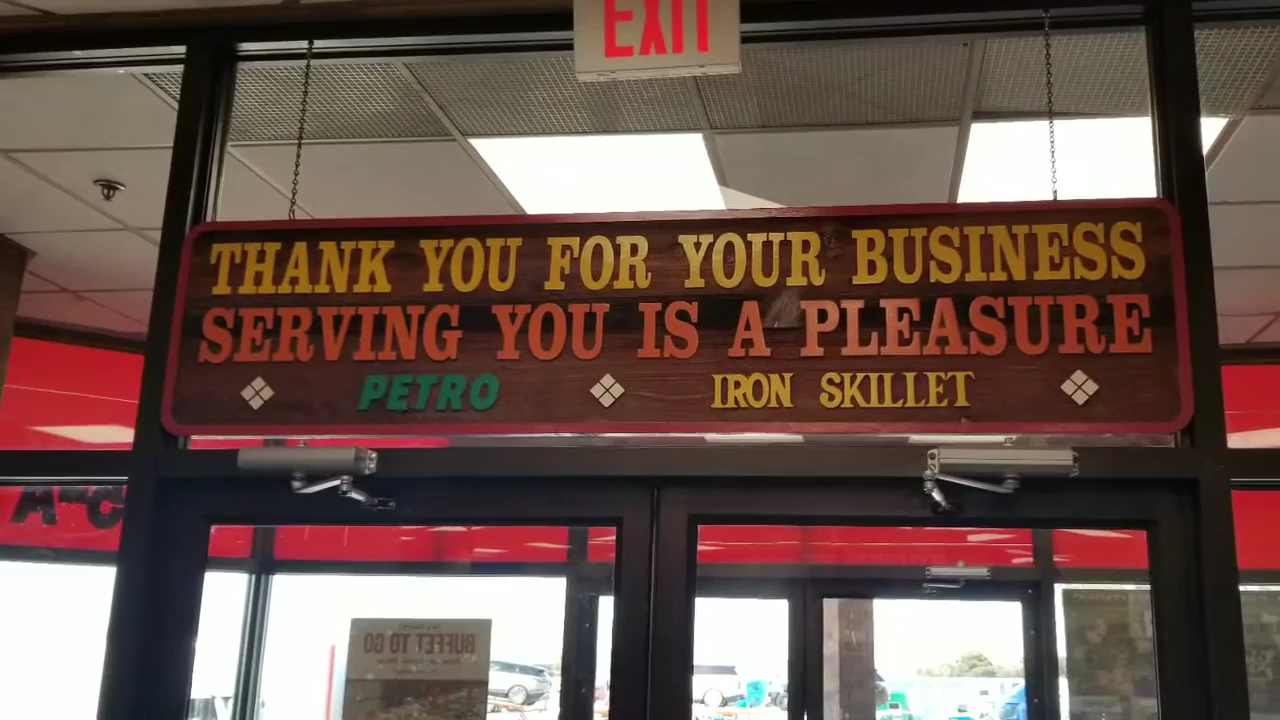 EXIT
THANK YOU FOR YOUR BUSINESS
SERVING YOU IS A PLEASURE
PETRO IRON SKILLET
BUFFET TO GO